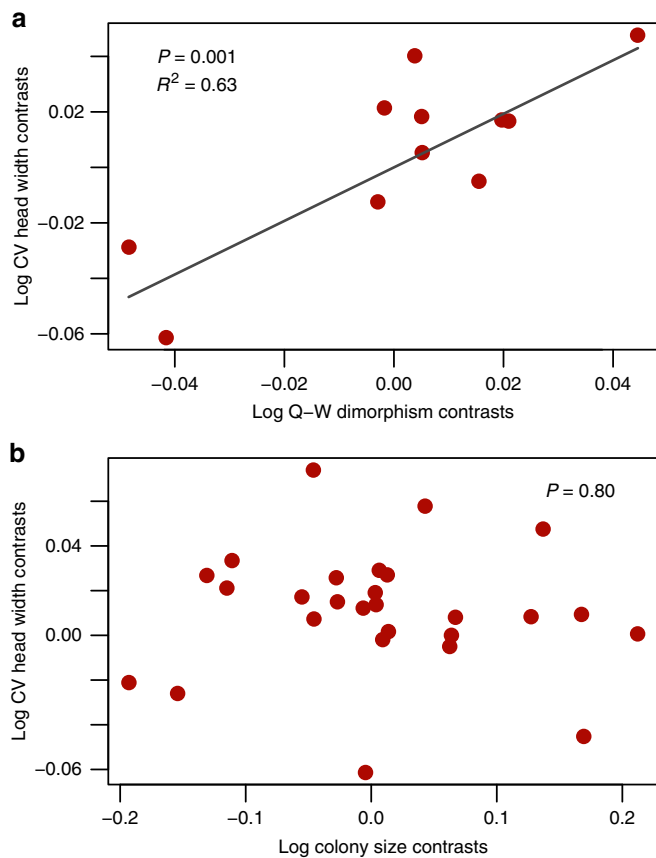 a
P = 0.001
R² = 0.63
Log CV head width contrasts
0.02
−0.02
−0.06
−0.04
−0.02
0.00
0.02
0.04
Log Q–W dimorphism contrasts
b
P = 0.80
Log CV head width contrasts
0.04
0.00
−0.06
−0.2
−0.1
0.0
0.1
0.2
Log colony size contrasts